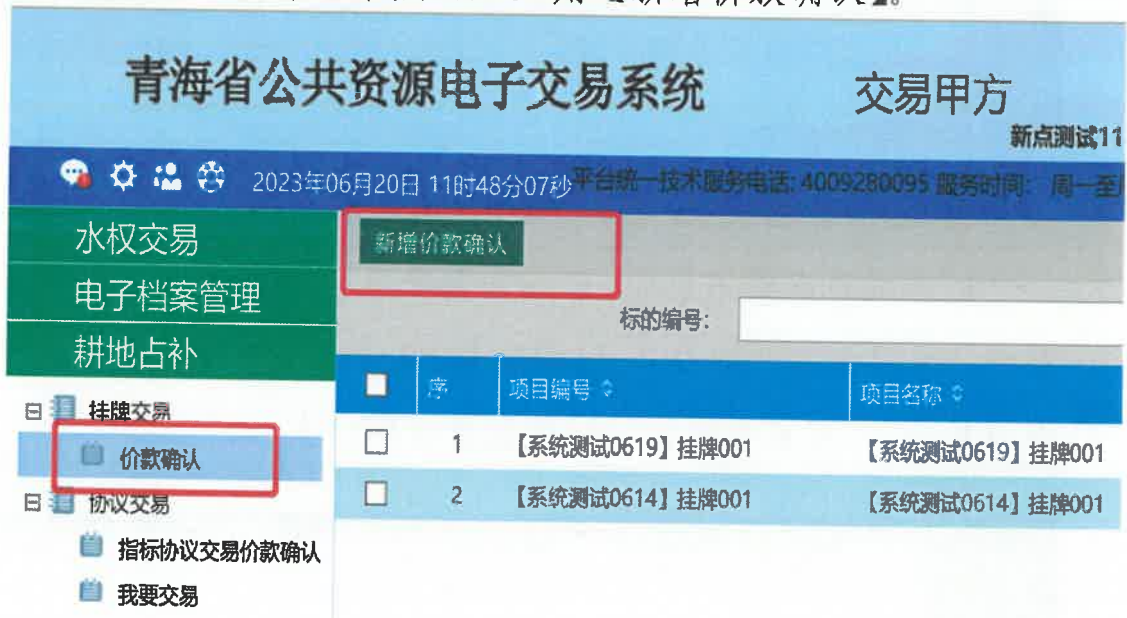 新增价款确认】。
青海省公共资源电子交易系统 交易甲方
新点测试11
2023年06月20日 11时48分07秒 平台统一技术服务电话: 4009280095 服务时间: 周一至
水权交易
新增价款确认
电子档案管理
标的编号:
耕地占补
序 项目编号 项目名称
挂牌交易
1 【系统测试0619】挂牌001 【系统测试0619】挂牌001
价款确认
2 【系统测试0614】挂牌001 【系统测试0614】挂牌001
协议交易
指标协议交易价款确认
我要交易